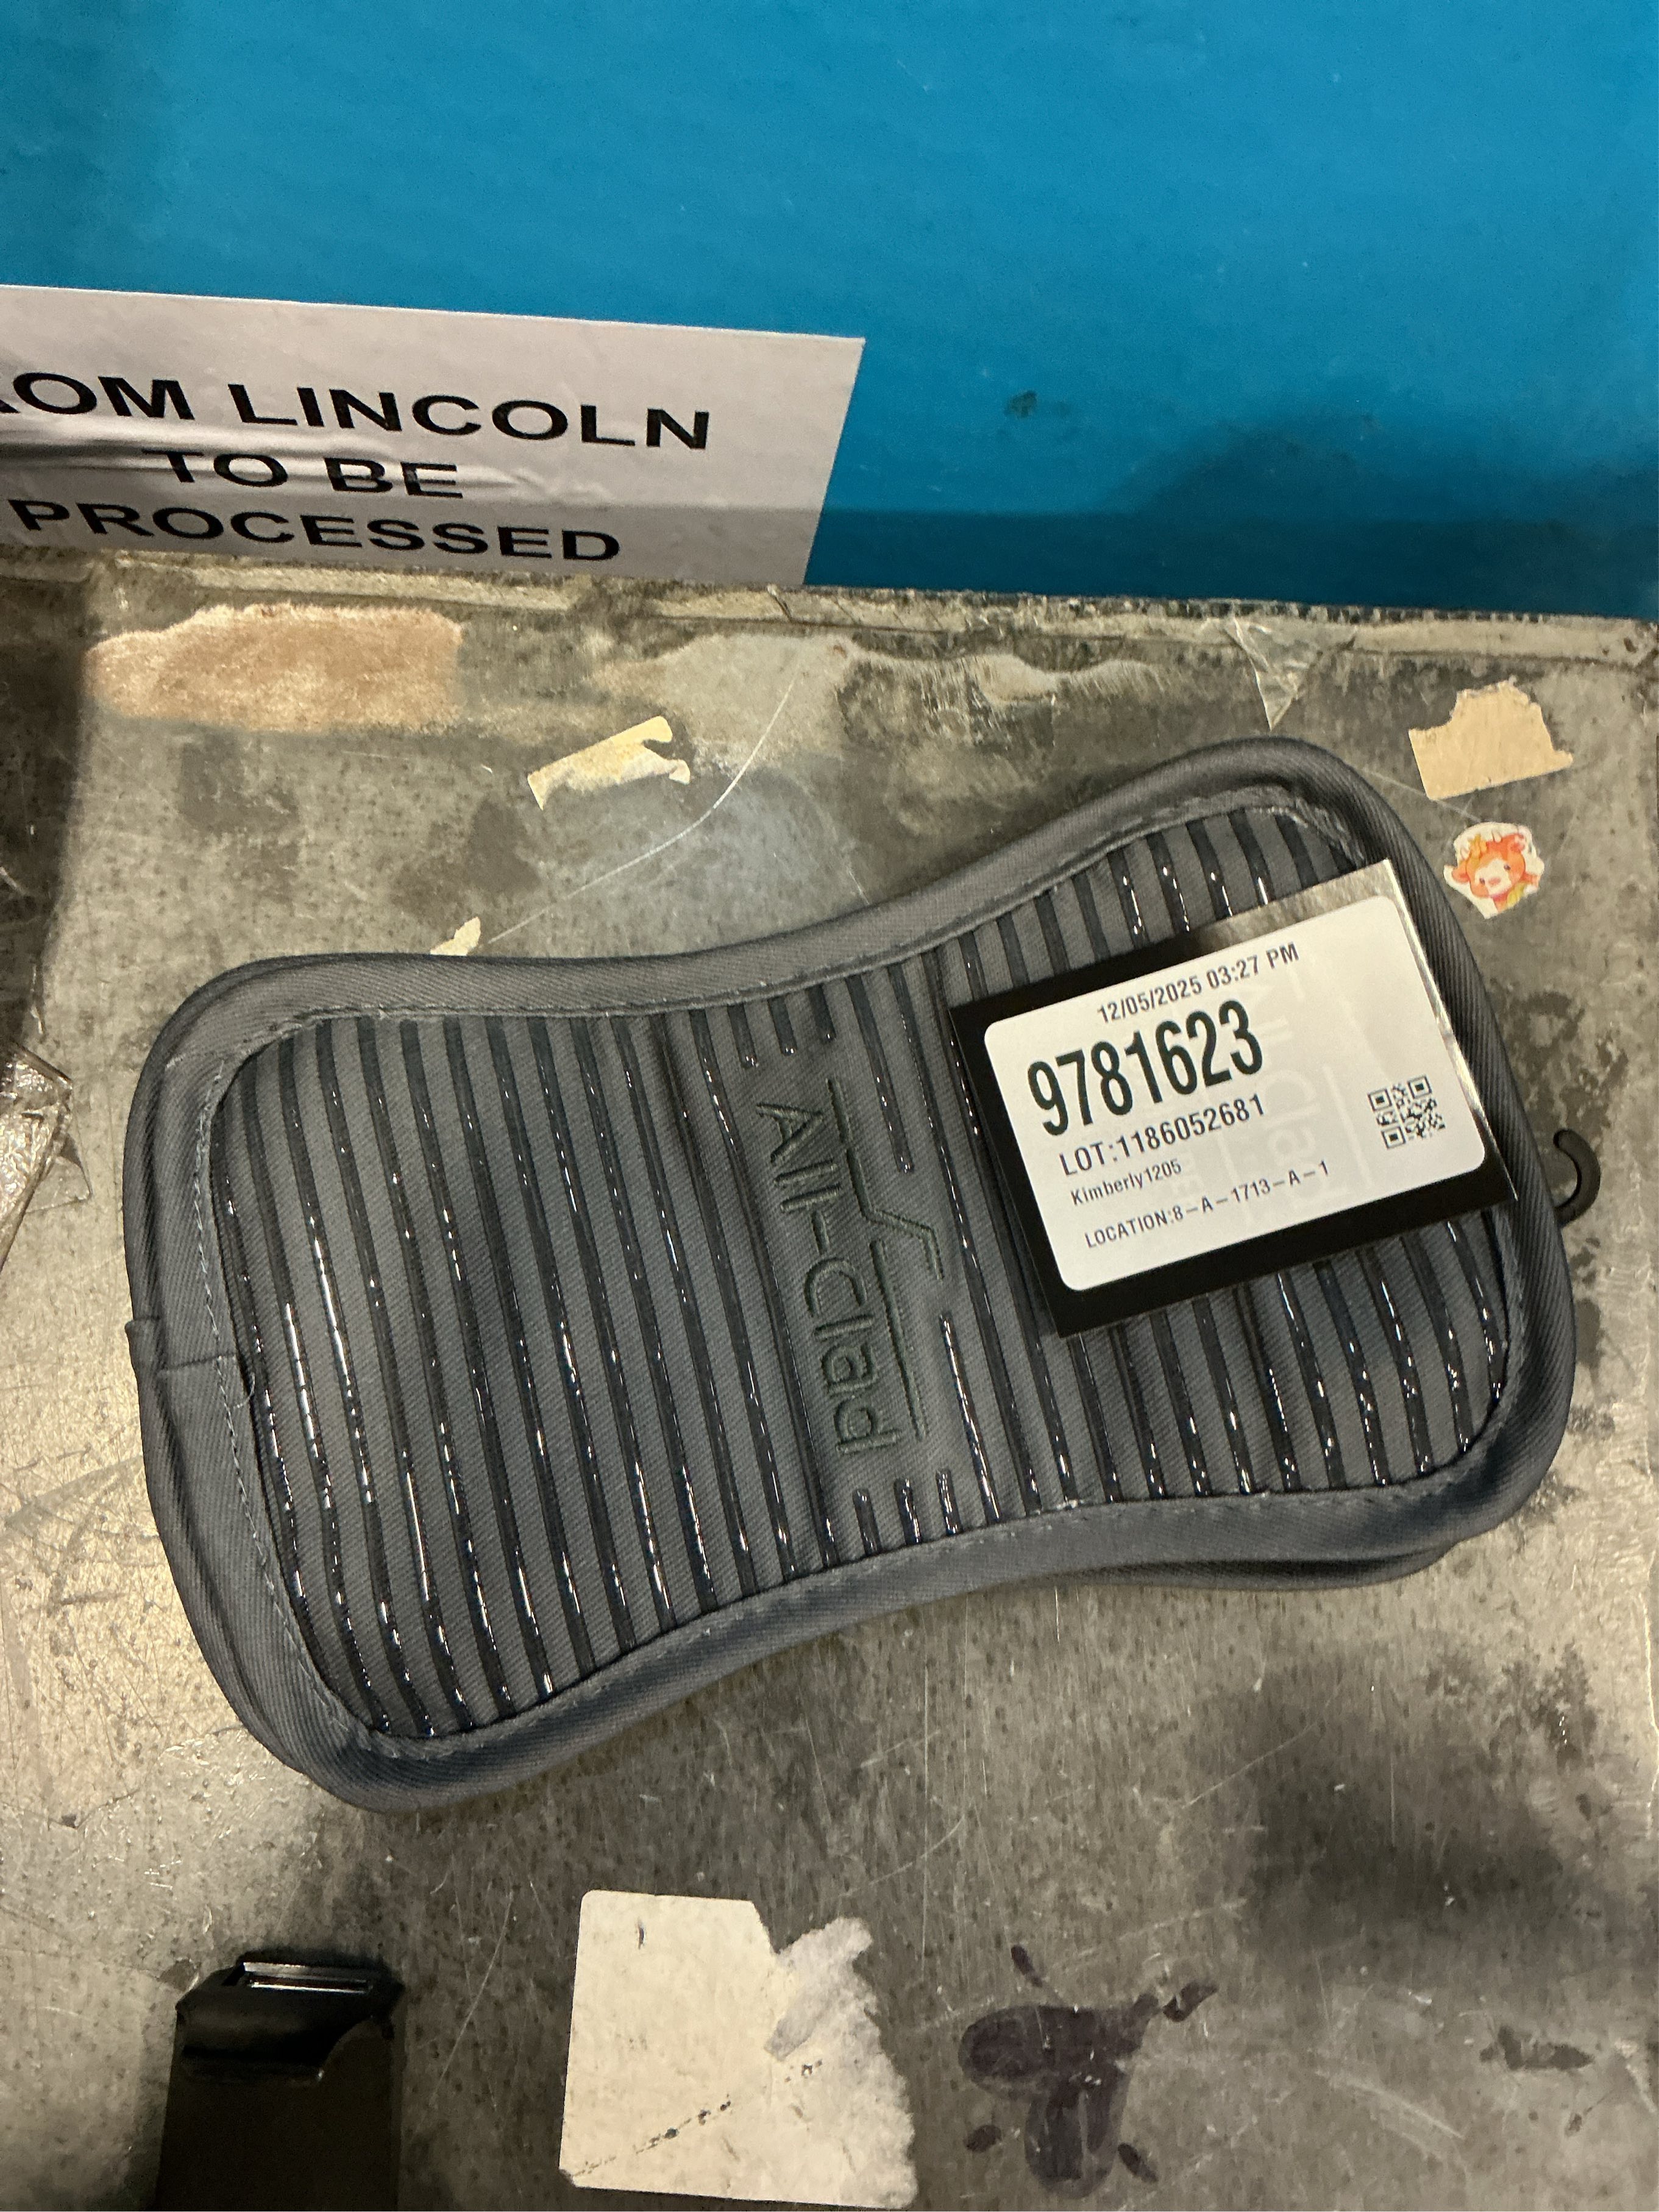 OM LINCOLN
TO BE
PROCESSED
12/05/2025 03:27 PM
9781623
LOT:1186052681
Kimberly1205
LOCATION:8-A-1713-A-1
All-Clad